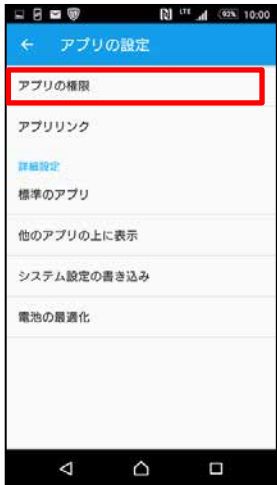 LTE 93% 10:00
アプリの設定
アプリの権限
アプリリンク
詳細設定
標準のアプリ
他のアプリの上に表示
システム設定の書き込み
電池の最適化